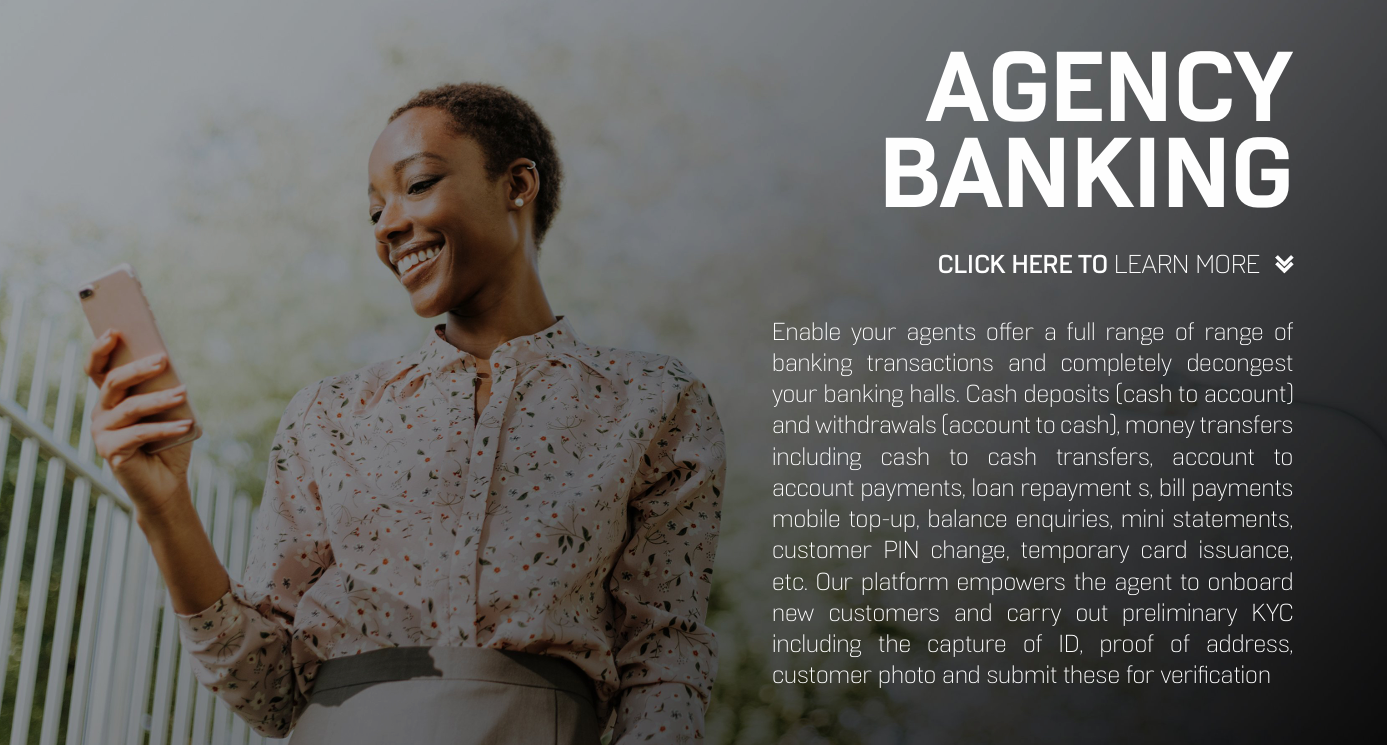 AGENCY
BANKING
CLICK HERE TO LEARN MORE
Enable your agents offer a full range of range of
banking transactions and completely decongest
your banking halls. Cash deposits (cash to account)
and withdrawals (account to cash), money transfers
including cash to cash transfers, account to
account payments, loan repayment s, bill payments
mobile top-up, balance enquiries, mini statements,
customer PIN change, temporary card issuance,
etc. Our platform empowers the agent to onboard
new customers and carry out preliminary KYC
including the capture of ID, proof of address,
customer photo and submit these for verification